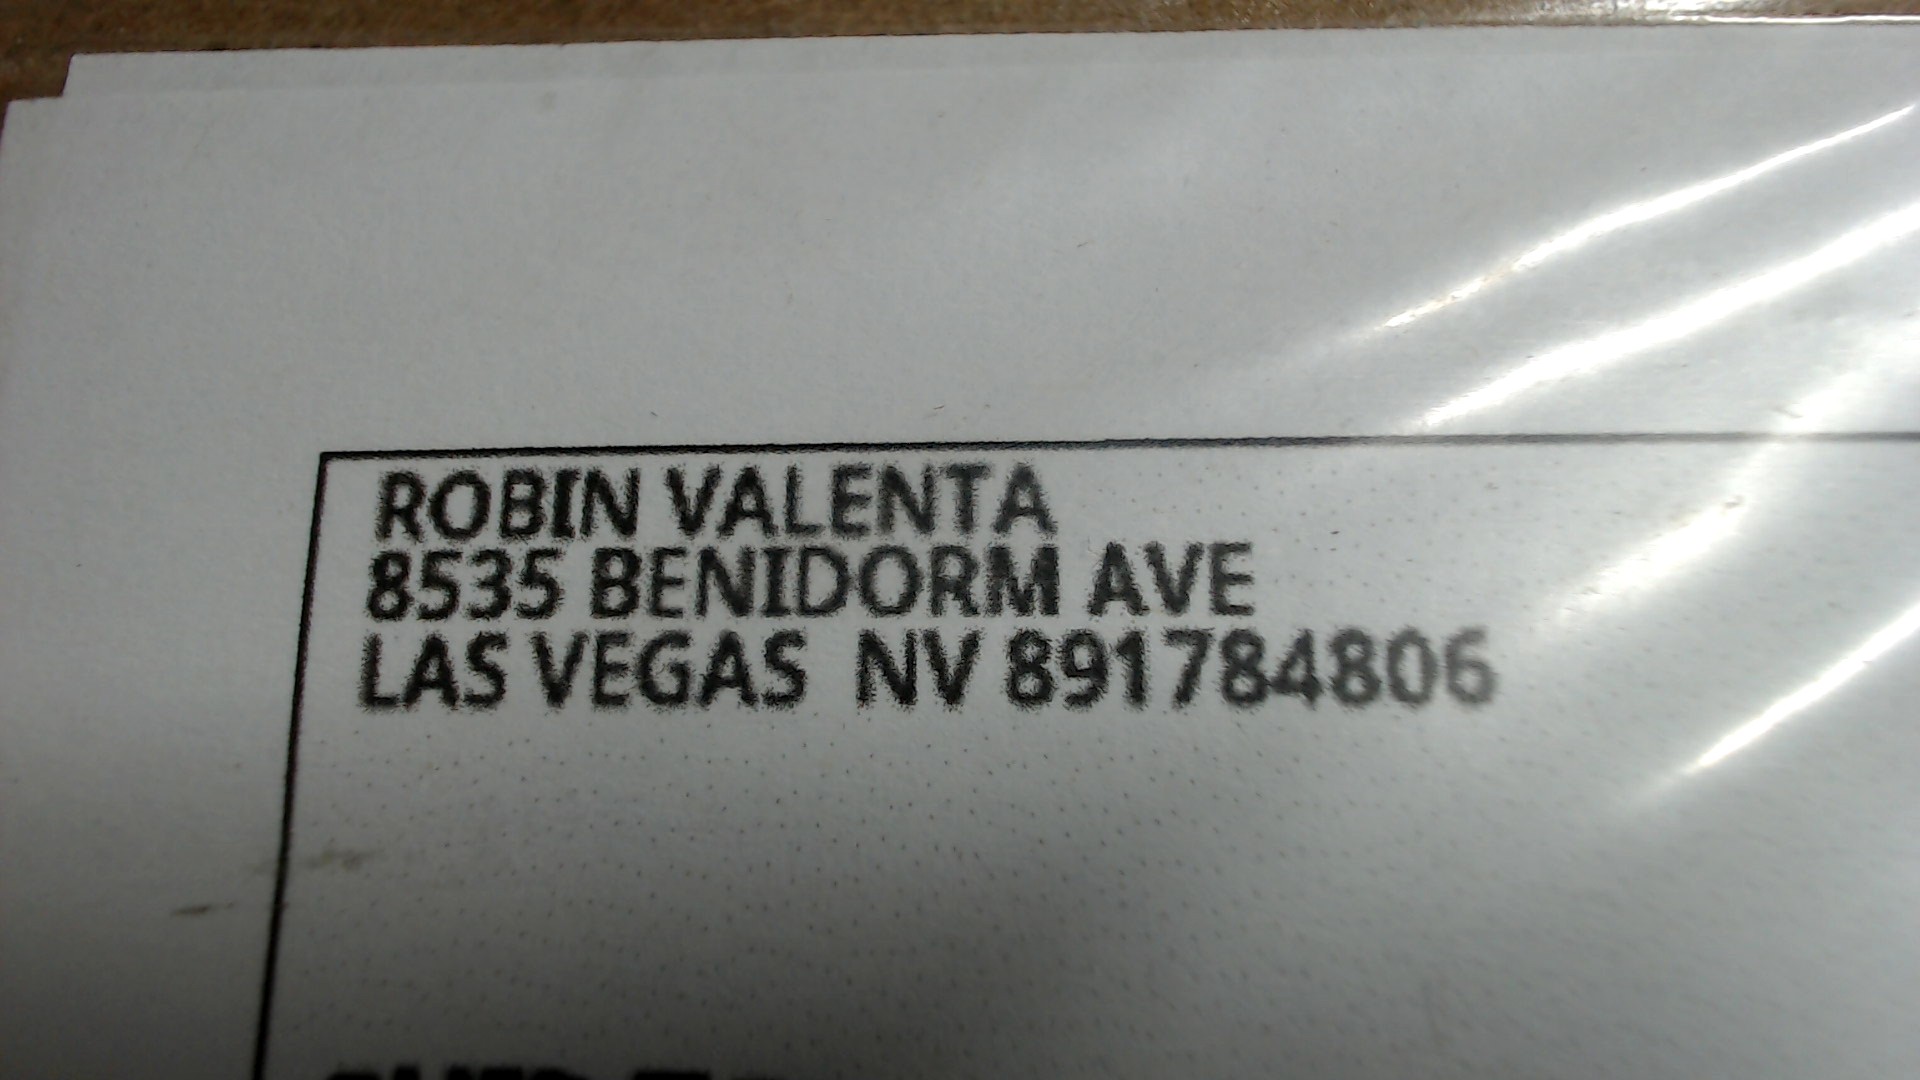 ROBIN VALENTA
8535 BENIDORM AVE
LAS VEGAS NV 891784806